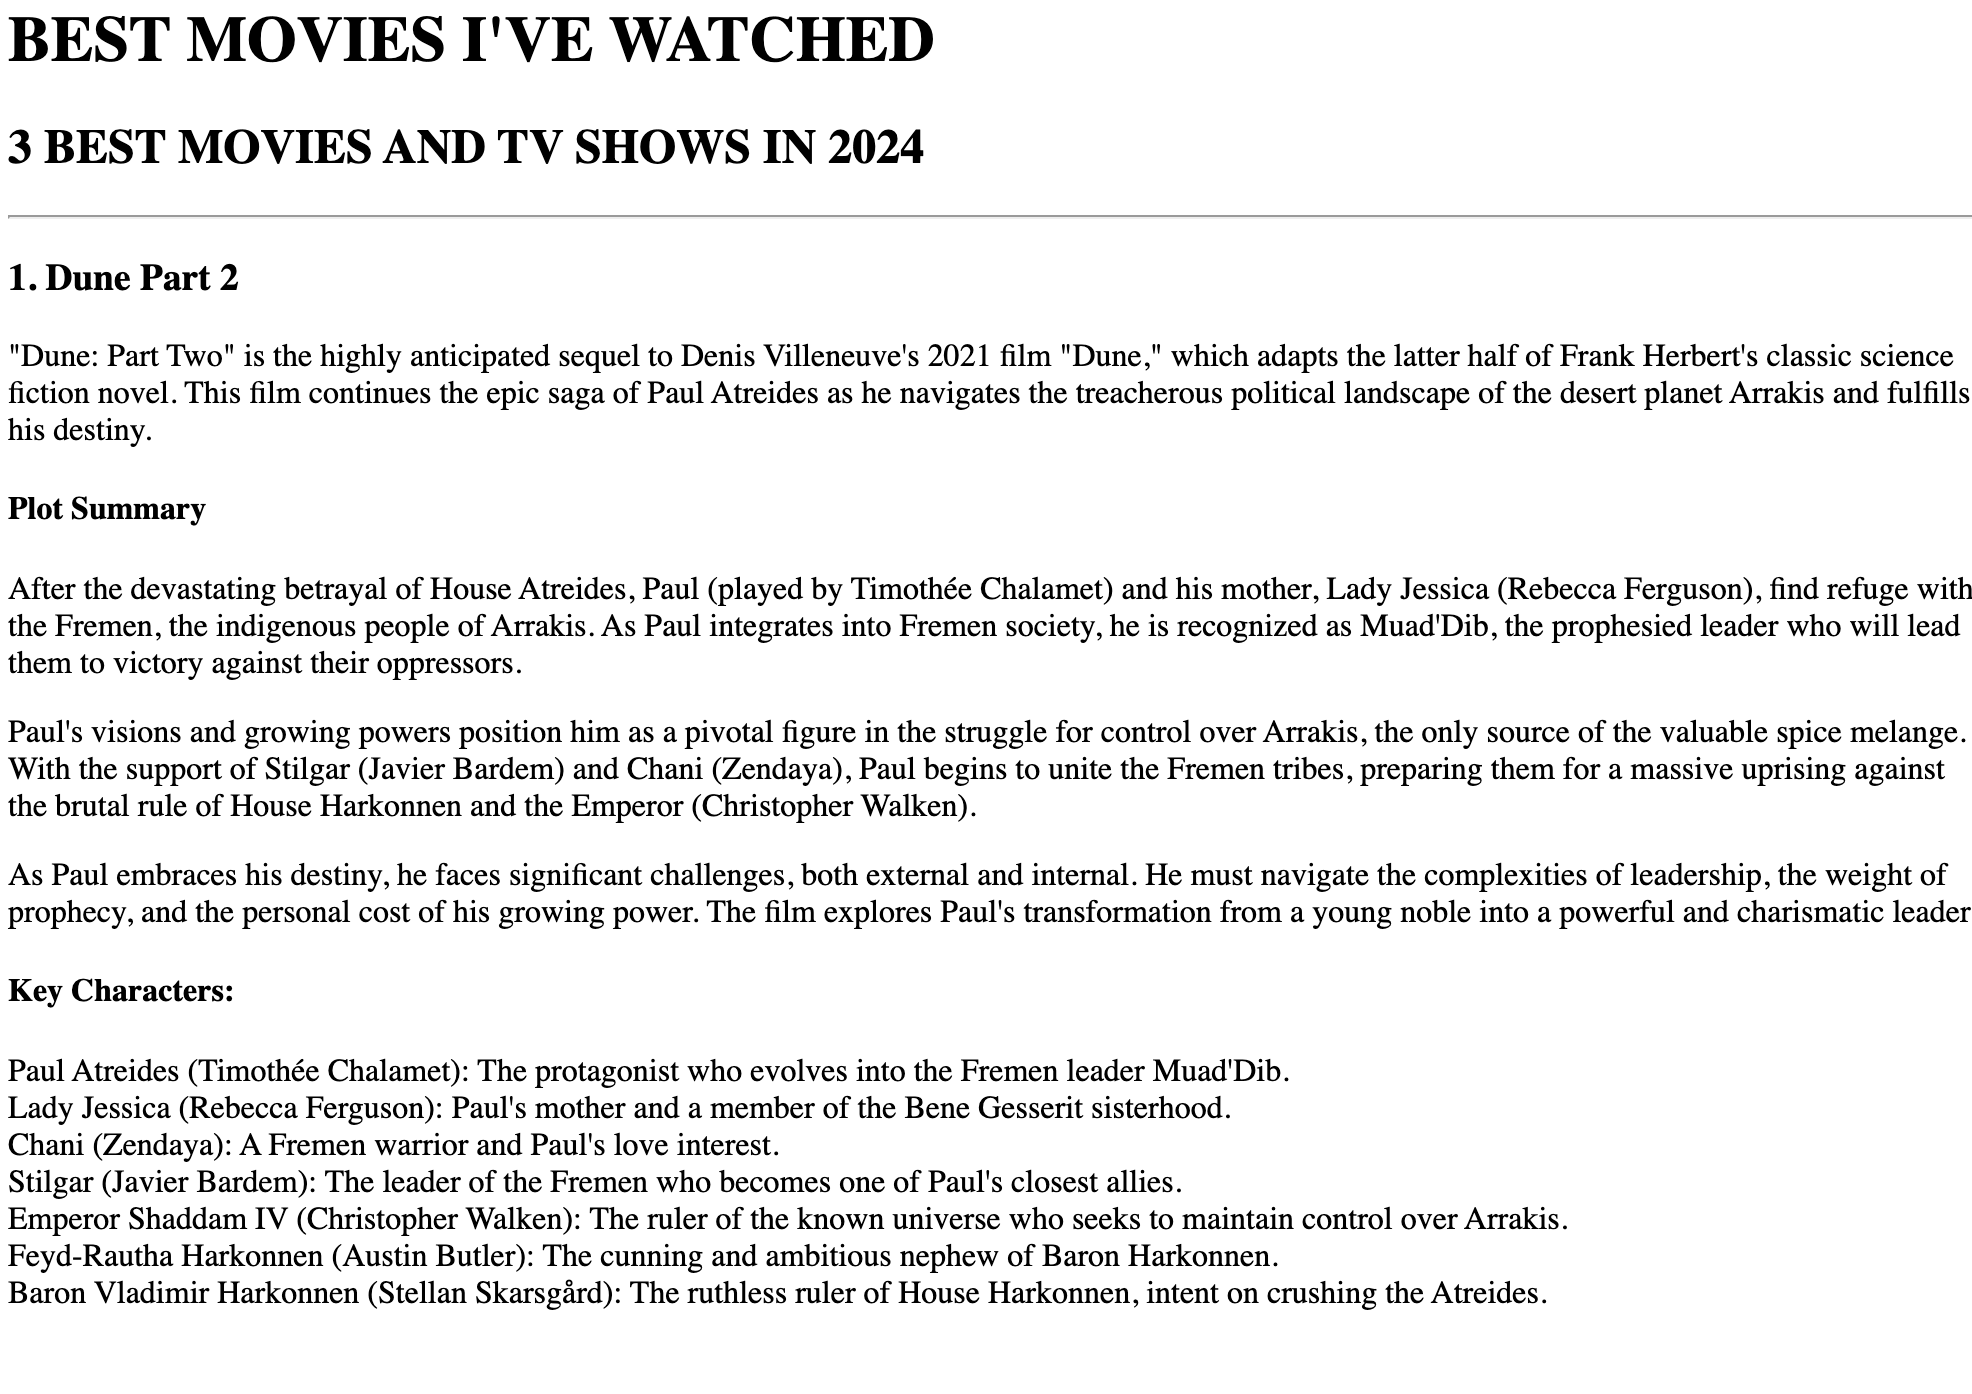 BEST MOVIES I'VE WATCHED
3 BEST MOVIES AND TV SHOWS IN 2024
1. Dune Part 2
"Dune: Part Two" is the highly anticipated sequel to Denis Villeneuve's 2021 film "Dune," which adapts the latter half of Frank Herbert's classic science
fiction novel. This film continues the epic saga of Paul Atreides as he navigates the treacherous political landscape of the desert planet Arrakis and fulfills
his destiny.
Plot Summary
After the devastating betrayal of House Atreides, Paul (played by Timothée Chalamet) and his mother, Lady Jessica (Rebecca Ferguson), find refuge with
the Fremen, the indigenous people of Arrakis. As Paul integrates into Fremen society, he is recognized as Muad'Dib, the prophesied leader who will lead
them to victory against their oppressors.
Paul's visions and growing powers position him as a pivotal figure in the struggle for control over Arrakis, the only source of the valuable spice melange.
With the support of Stilgar (Javier Bardem) and Chani (Zendaya), Paul begins to unite the Fremen tribes, preparing them for a massive uprising against
the brutal rule of House Harkonnen and the Emperor (Christopher Walken).
As Paul embraces his destiny, he faces significant challenges, both external and internal. He must navigate the complexities of leadership, the weight of
prophecy, and the personal cost of his growing power. The film explores Paul's transformation from a young noble into a powerful and charismatic leader
Key Characters:
Paul Atreides (Timothée Chalamet): The protagonist who evolves into the Fremen leader Muad'Dib.
Lady Jessica (Rebecca Ferguson): Paul's mother and a member of the Bene Gesserit sisterhood.
Chani (Zendaya): A Fremen warrior and Paul's love interest.
Stilgar (Javier Bardem): The leader of the Fremen who becomes one of Paul's closest allies.
Emperor Shaddam IV (Christopher Walken): The ruler of the known universe who seeks to maintain control over Arrakis.
Feyd-Rautha Harkonnen (Austin Butler): The cunning and ambitious nephew of Baron Harkonnen.
Baron Vladimir Harkonnen (Stellan Skarsgård): The ruthless ruler of House Harkonnen, intent on crushing the Atreides.